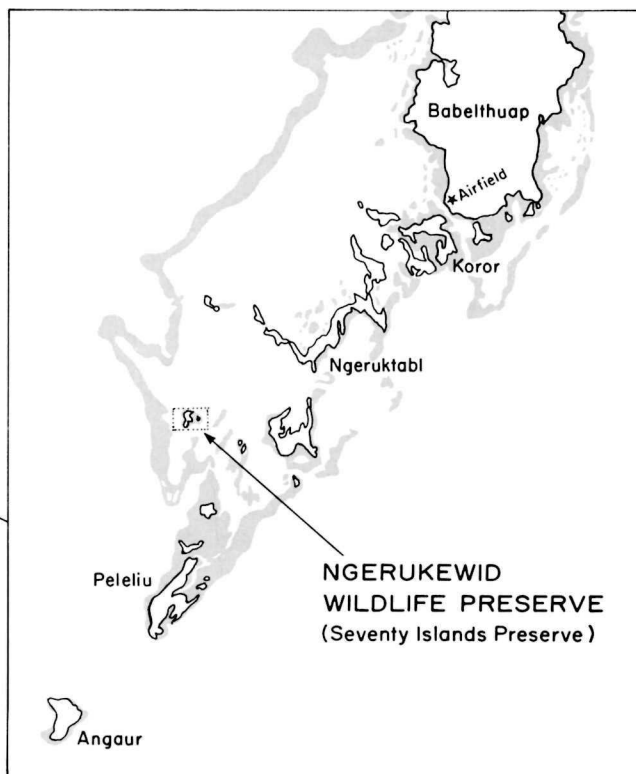 Babelthuap
Airfield
Koror
Ngeruktabl
NGERUKEWID
WILDLIFE PRESERVE
(Seventy Islands Preserve)
Peleliu
Angaur